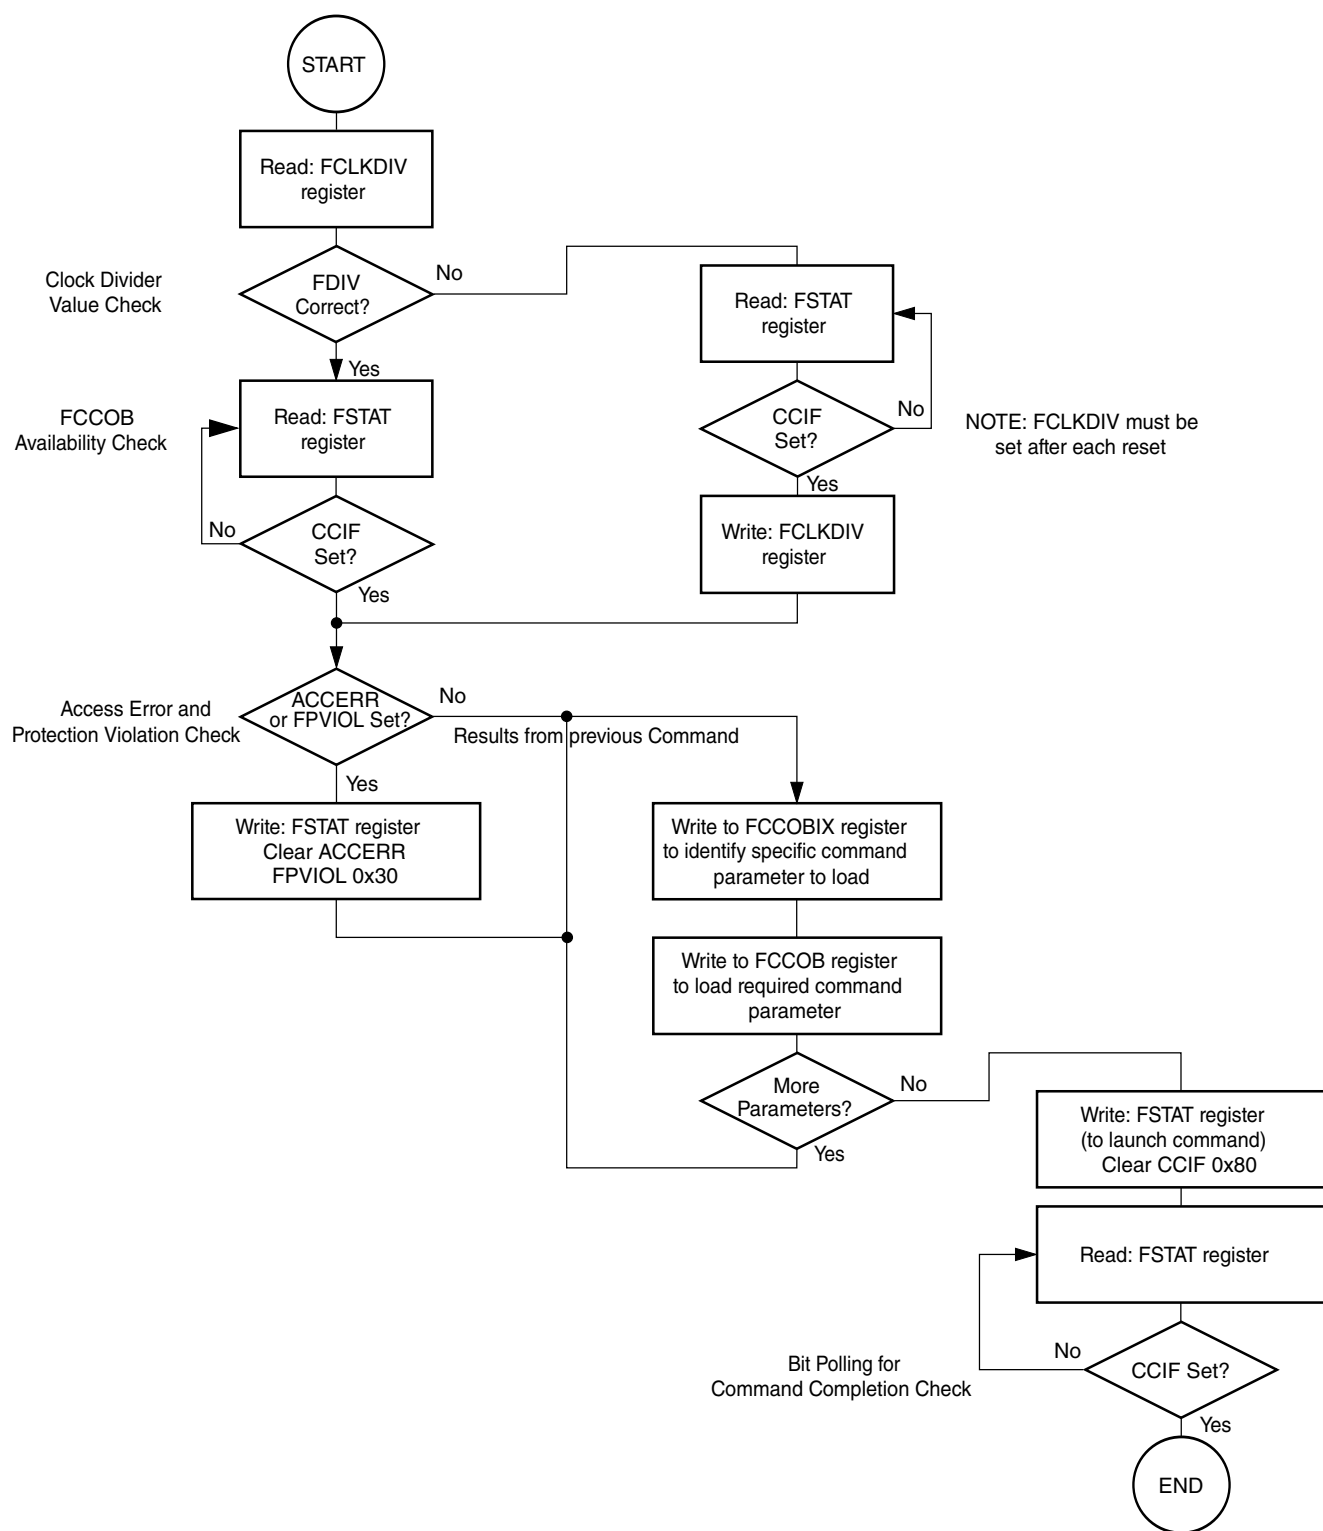 START
Read: FCLKDIV
register
Clock Divider
Value Check
FDIV
Correct?
No
Yes
Read: FSTAT
register
CCIF
Set?
No
Yes
NOTE: FCLKDIV must be
set after each reset
Write: FCLKDIV
register
FCCOB
Availability Check
Read: FSTAT
register
No
CCIF
Set?
Yes
Access Error and
Protection Violation Check
ACCERR
or FPVIOL Set?
No
Results from previous Command
Yes
Write: FSTAT register
Clear ACCERR
FPVIOL 0x30
Write to FCCOBIX register
to identify specific command
parameter to load
Write to FCCOB register
to load required command
parameter
More
Parameters?
No
Yes
Write: FSTAT register
(to launch command)
Clear CCIF 0x80
Read: FSTAT register
Bit Polling for
Command Completion Check
No
CCIF Set?
Yes
END